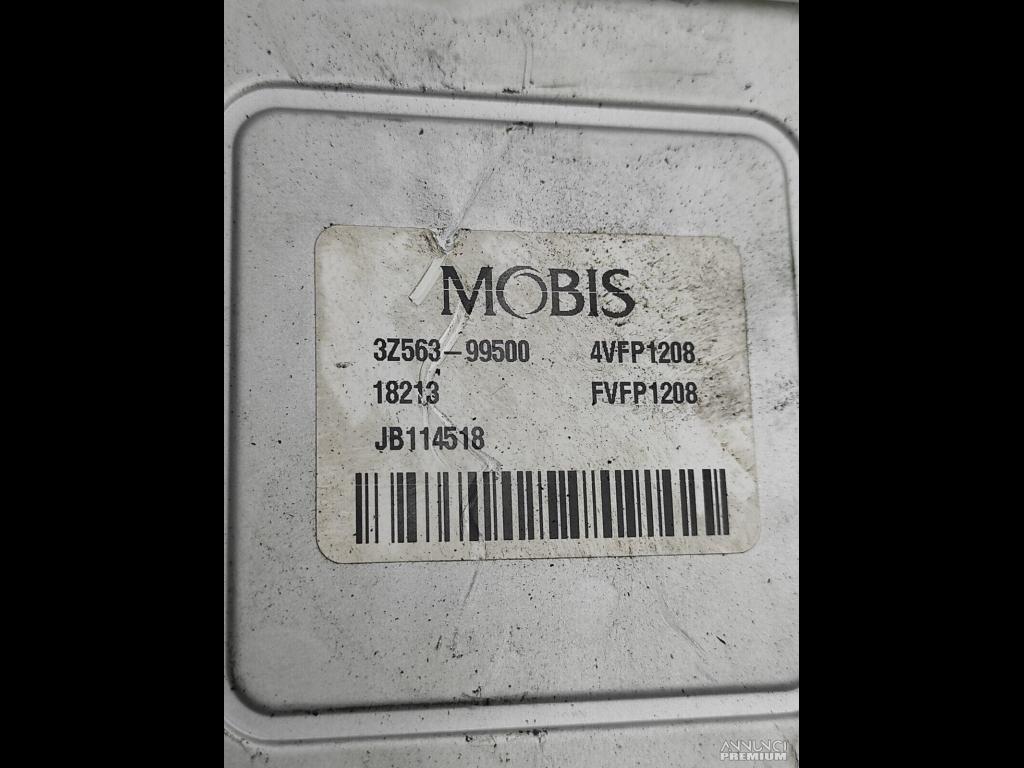 MOBIS
3Z563-99500 4VFP1208
18213 FVFP1208
JB114518
ANNUNCI
PREMIUM